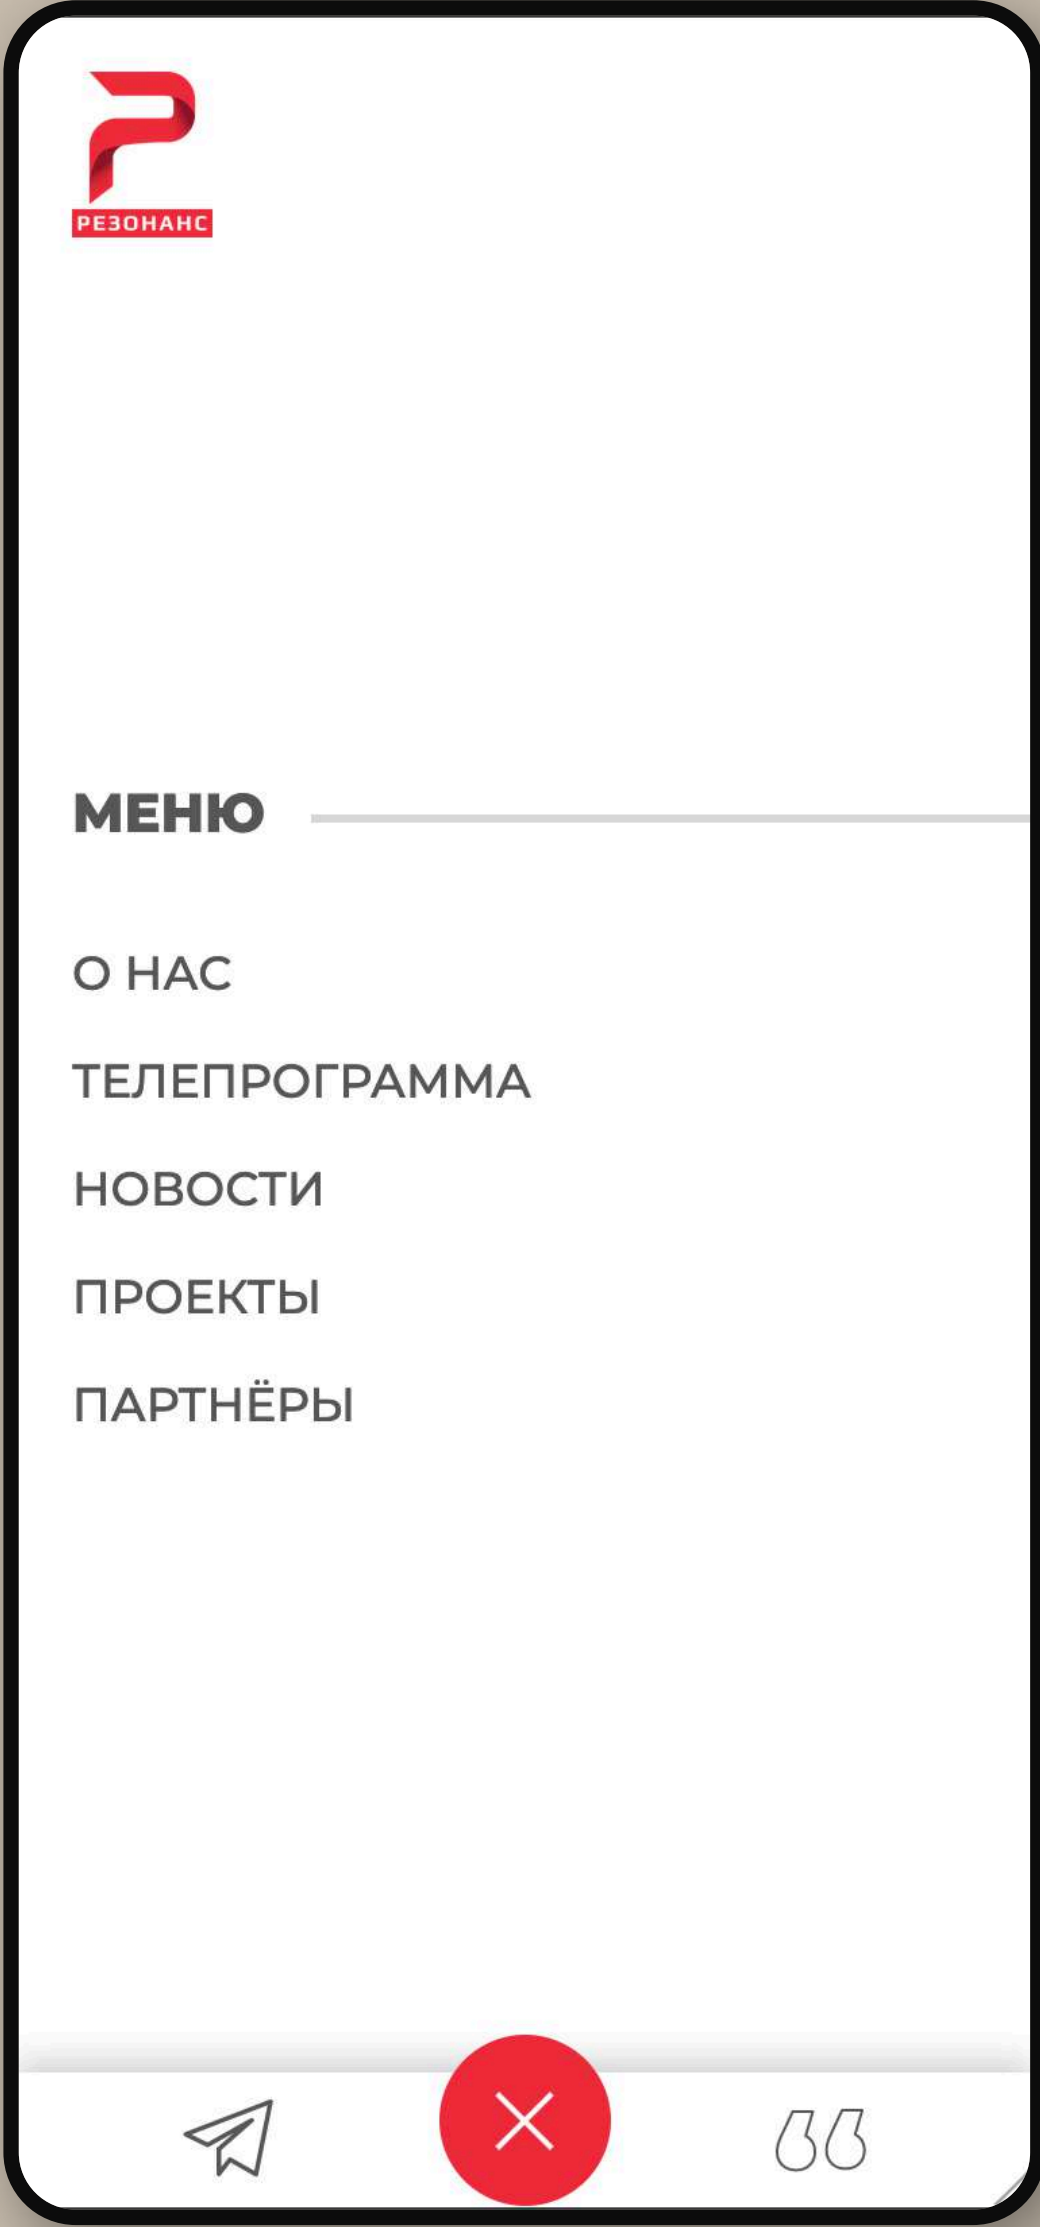 РЕЗОНАНС
МЕНЮ
О НАС
ТЕЛЕПРОГРАММА
НОВОСТИ
ПРОЕКТЫ
ПАРТНЁРЫ